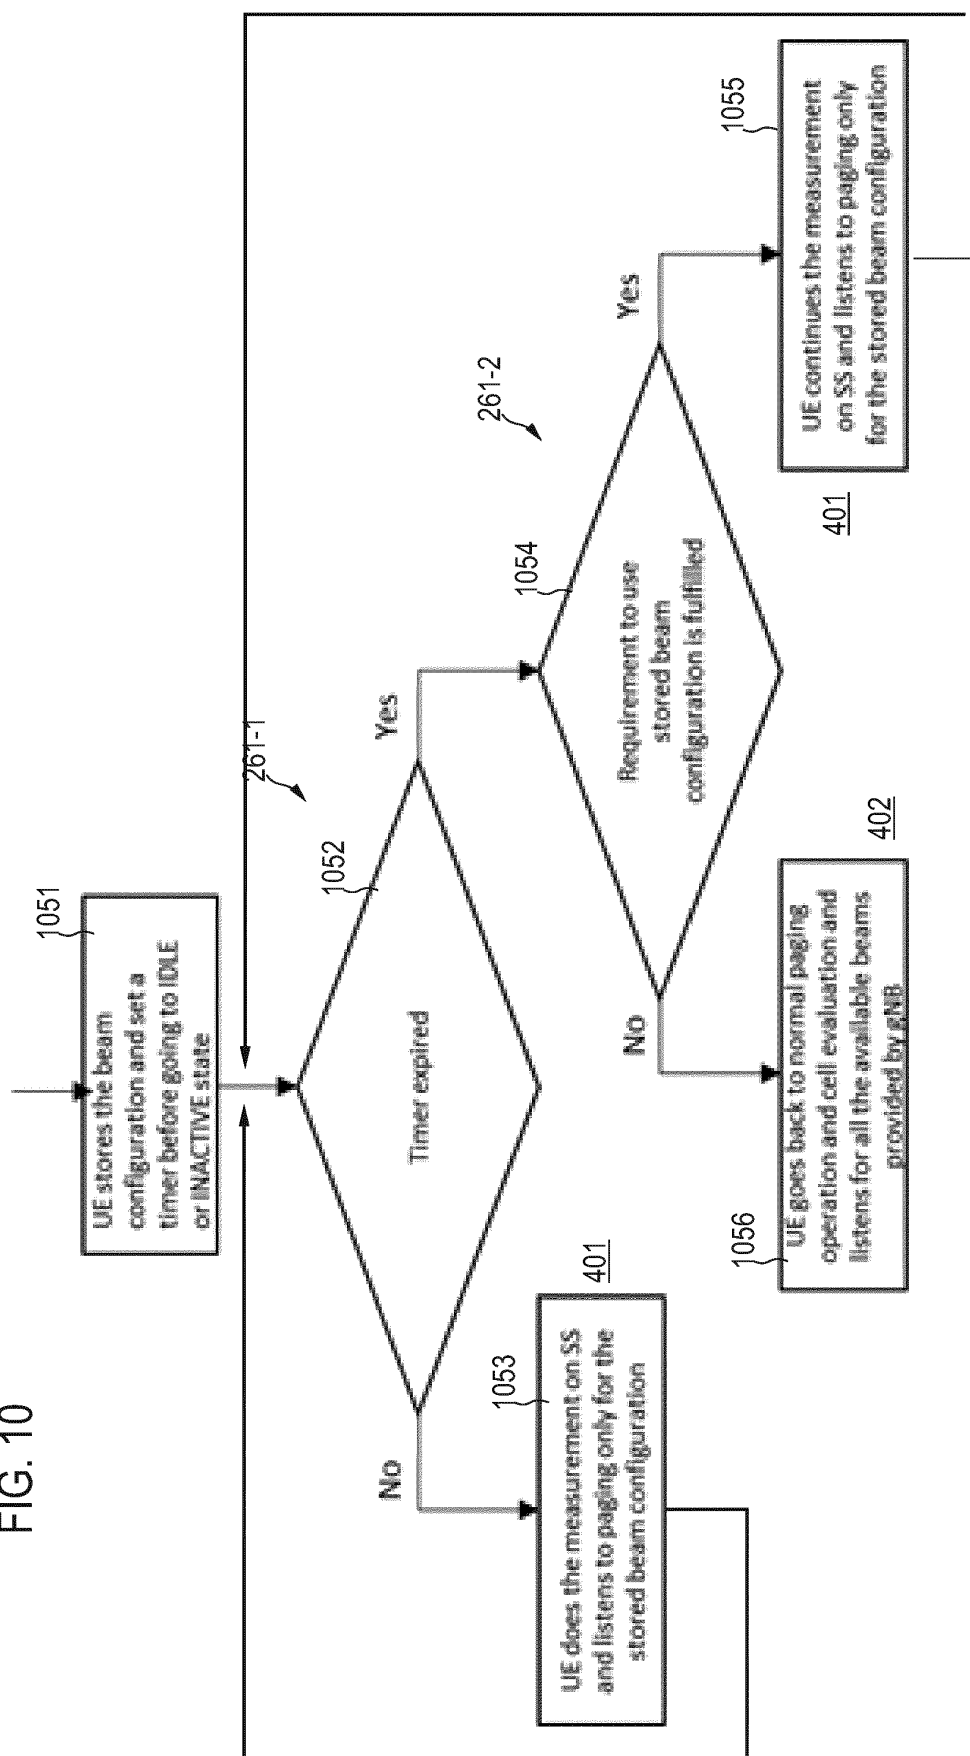 FIG. 10
1051
UE stores the beam
configuration and set a
timer before going to IDLE
or INACTIVE state
261-1
1052
Timer expired
No
Yes
1053
UE does the measurement on SS
and listens to paging only for the
stored beam configuration
401
261-2
1054
Requirement to use
stored beam
configuration is fulfilled
No
Yes
1056
UE goes back to normal paging
operation and cell evaluation and
listens for all the available beams
provided by gNB
402
1055
UE continues the measurement
on SS and listens to paging only
for the stored beam configuration
401